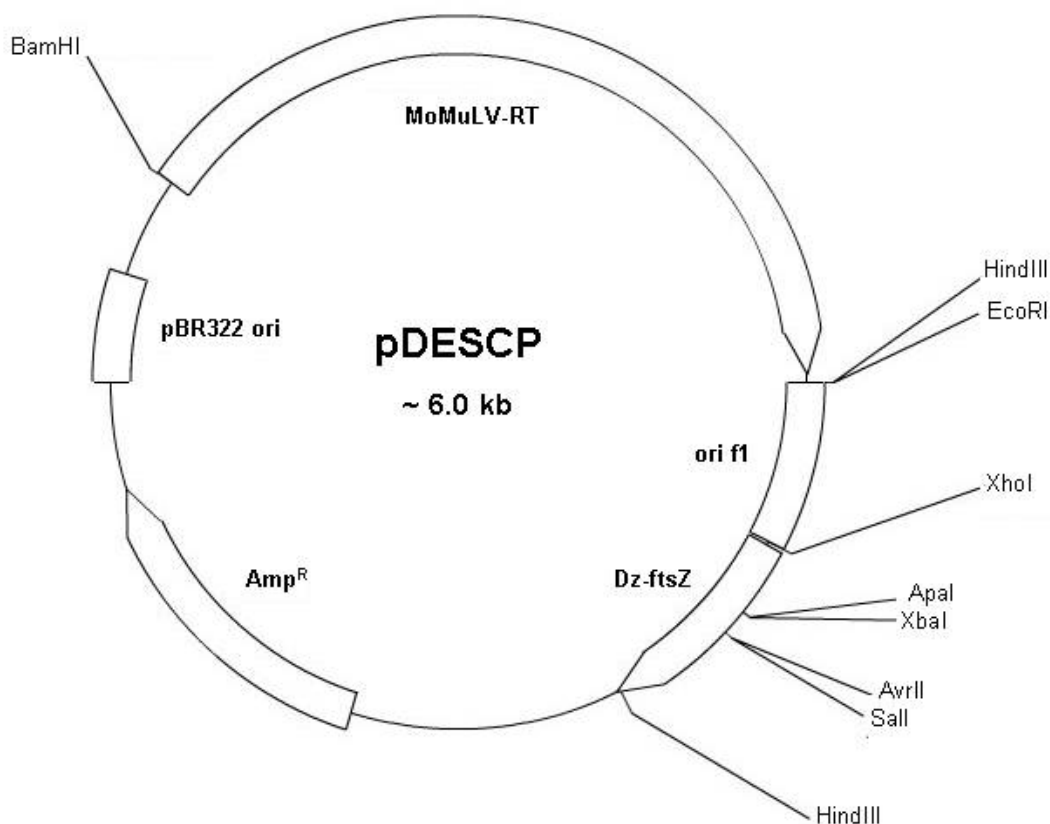 BamHI
MoMuLV-RT
HindIII
EcoRI
pBR322 ori
pDESCP
~ 6.0 kb
ori f1
XhoI
Amp^R
Dz-ftsZ
ApaI
XbaI
AvrII
SalI
HindIII